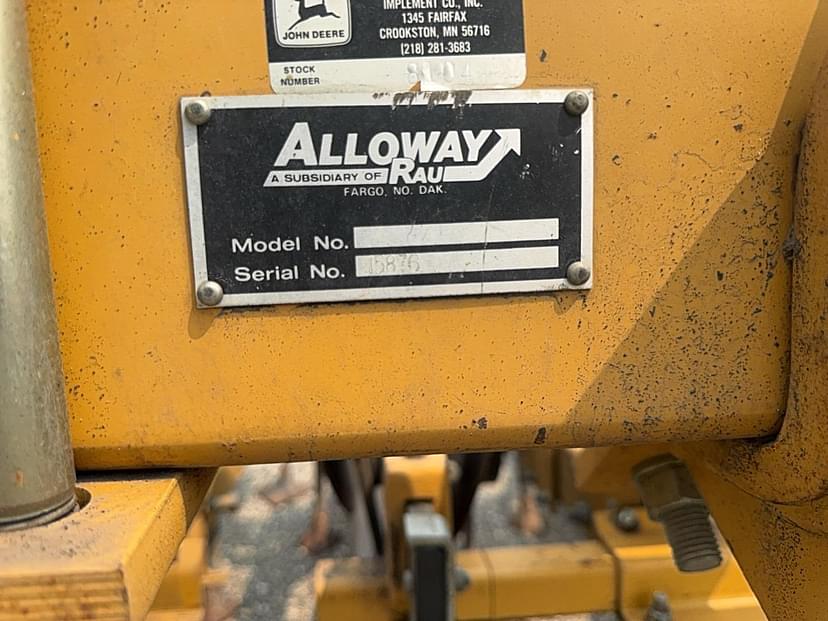 IMPLEMENT CO., INC.
1345 FAIRFAX
JOHN DEERE
CROOKSTON, MN 56716
(218) 281-3683
STOCK
NUMBER
ALLOWAY
A SUBSIDIARY OF RAU
FARGO, NO. DAK.
Model No.
Serial No. 15876